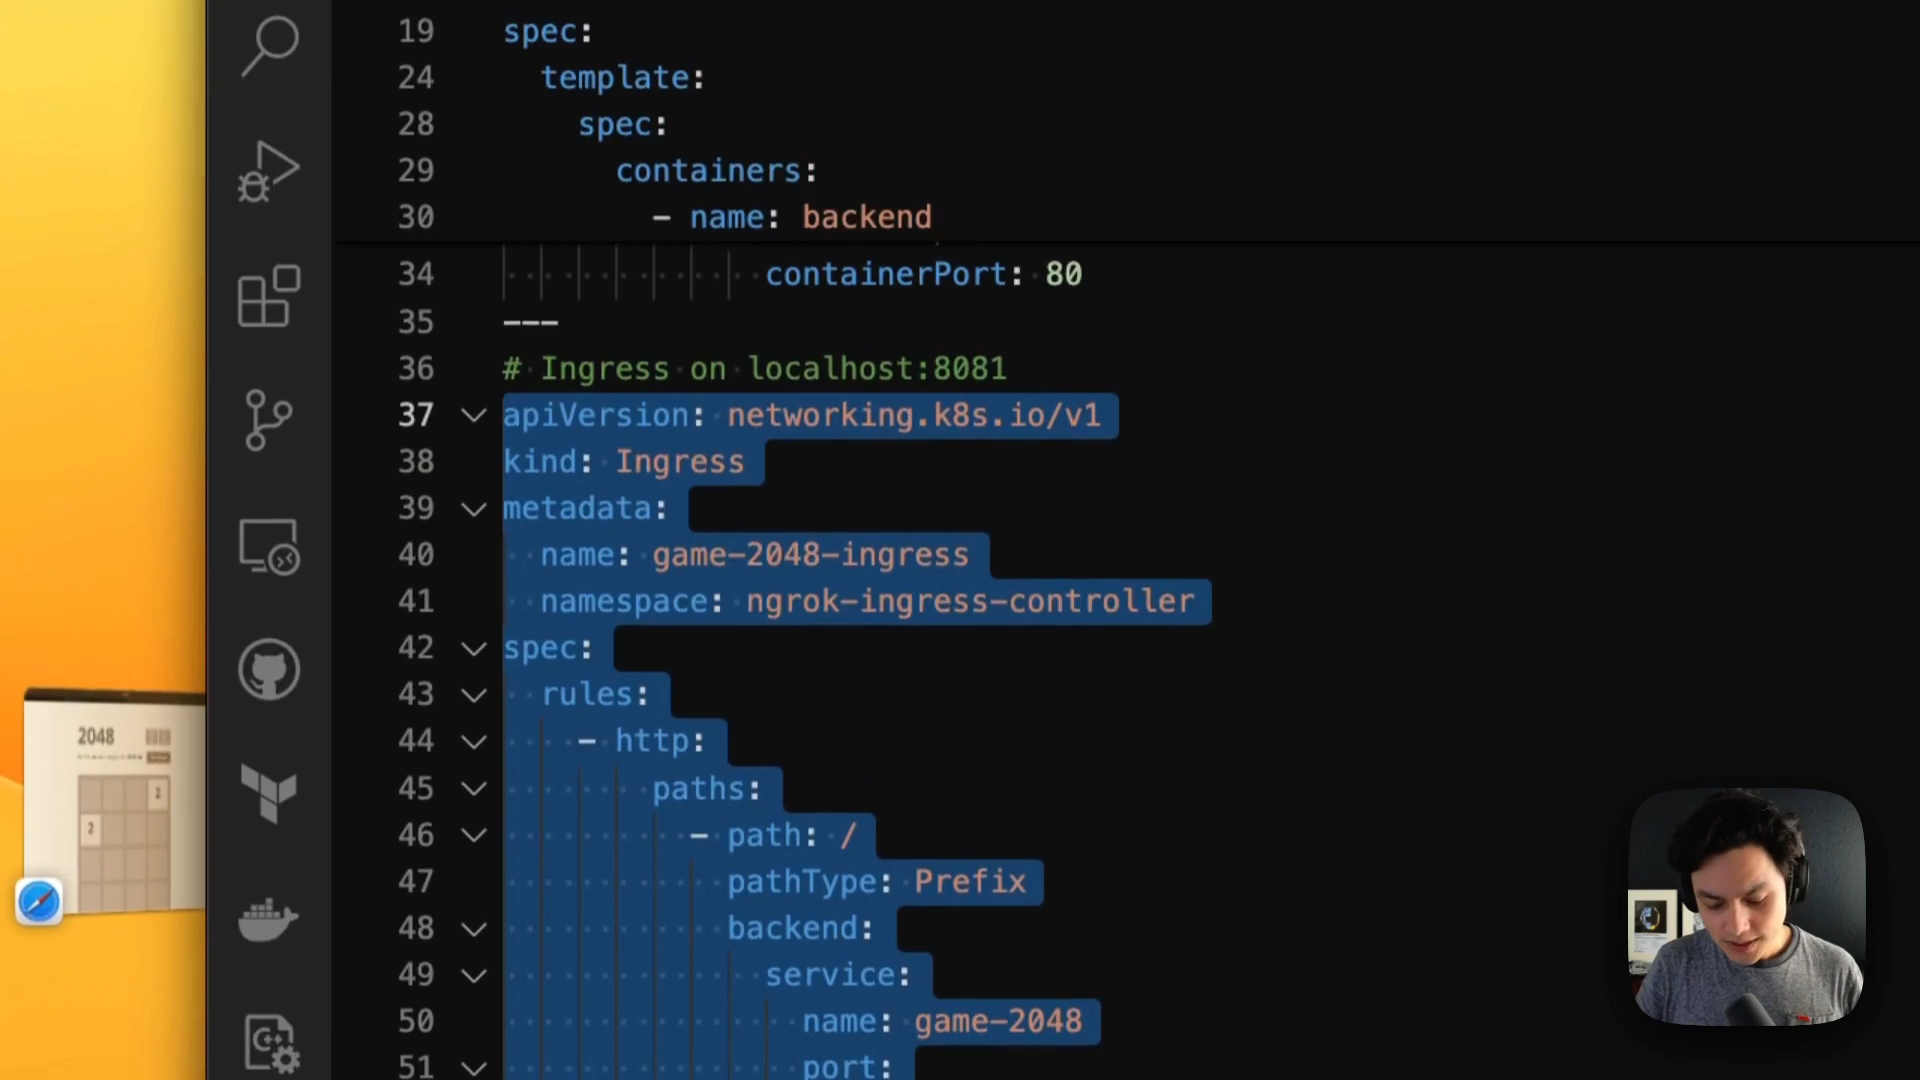 19 spec:
24 template:
28 spec:
29 containers:
30 - name: backend
34 containerPort: 80
35 ---
36 # Ingress on localhost:8081
37 apiVersion: networking.k8s.io/v1
38 kind: Ingress
39 metadata:
40 name: game-2048-ingress
41 namespace: ngrok-ingress-controller
42 spec:
43 rules:
44 - http:
45 paths:
46 - path: /
47 pathType: Prefix
48 backend:
49 service:
50 name: game-2048
51 port:
2048
2
2